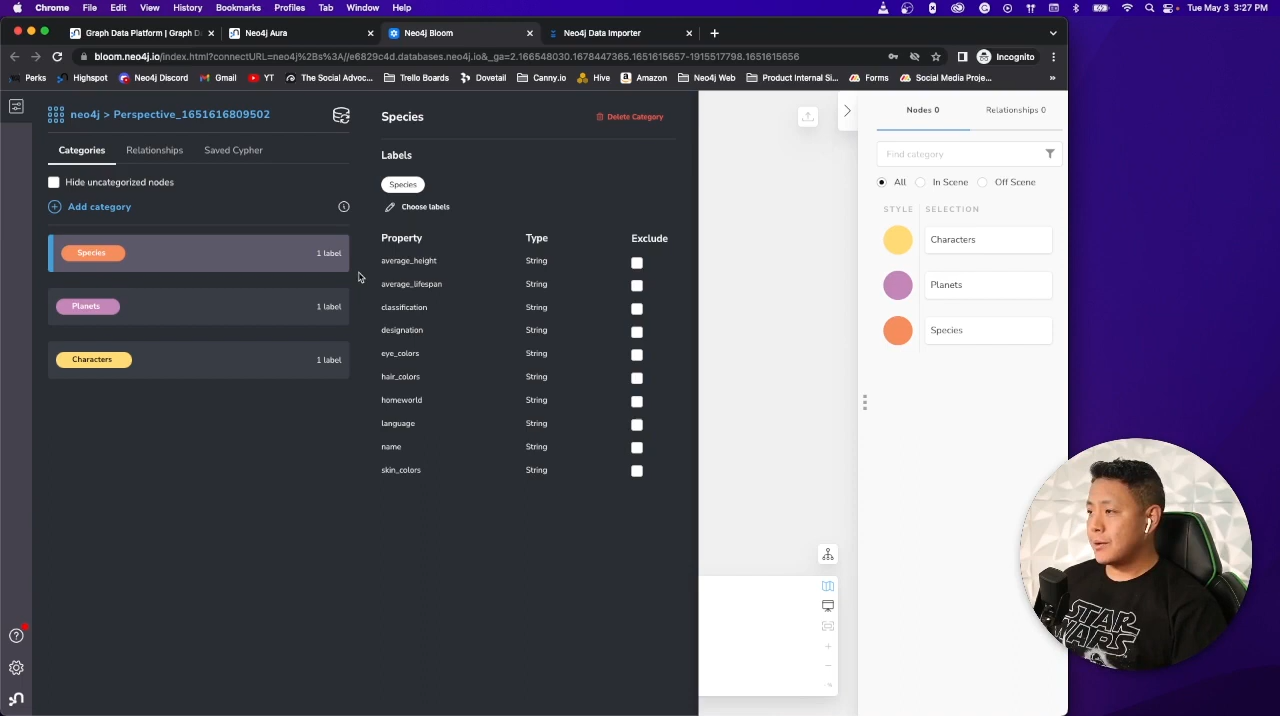 Chrome File Edit View History Bookmarks Profiles Tab Window Help Tue May 3 3:27 PM
Graph Data Platform | Graph D Neo4j Aura Neo4j Bloom Neo4j Data Importer
bloom.neo4j.io/index.html?connectURL=neo4j%2Bs%3A//e6829c4d.databases.neo4j.io&_ga=2.166548030.1678447365.1651615657-1915517798.1651615656 Incognito
Perks Highspot Neo4j Discord Gmail YT The Social Advoc... Trello Boards Dovetail Canny.io Hive Amazon Neo4j Web Product Internal Si... Forms Social Media Proje...
neo4j > Perspective_1651616809502
Categories Relationships Saved Cypher
Hide uncategorized nodes
Add category
Species 1 label
Planets 1 label
Characters 1 label
Species Delete Category
Labels
Species
Choose labels
Property Type Exclude
average_height String
average_lifespan String
classification String
designation String
eye_colors String
hair_colors String
homeworld String
language String
name String
skin_colors String
Nodes 0 Relationships 0
Find category
All In Scene Off Scene
STYLE SELECTION
Characters
Planets
Species
STAR
WARS